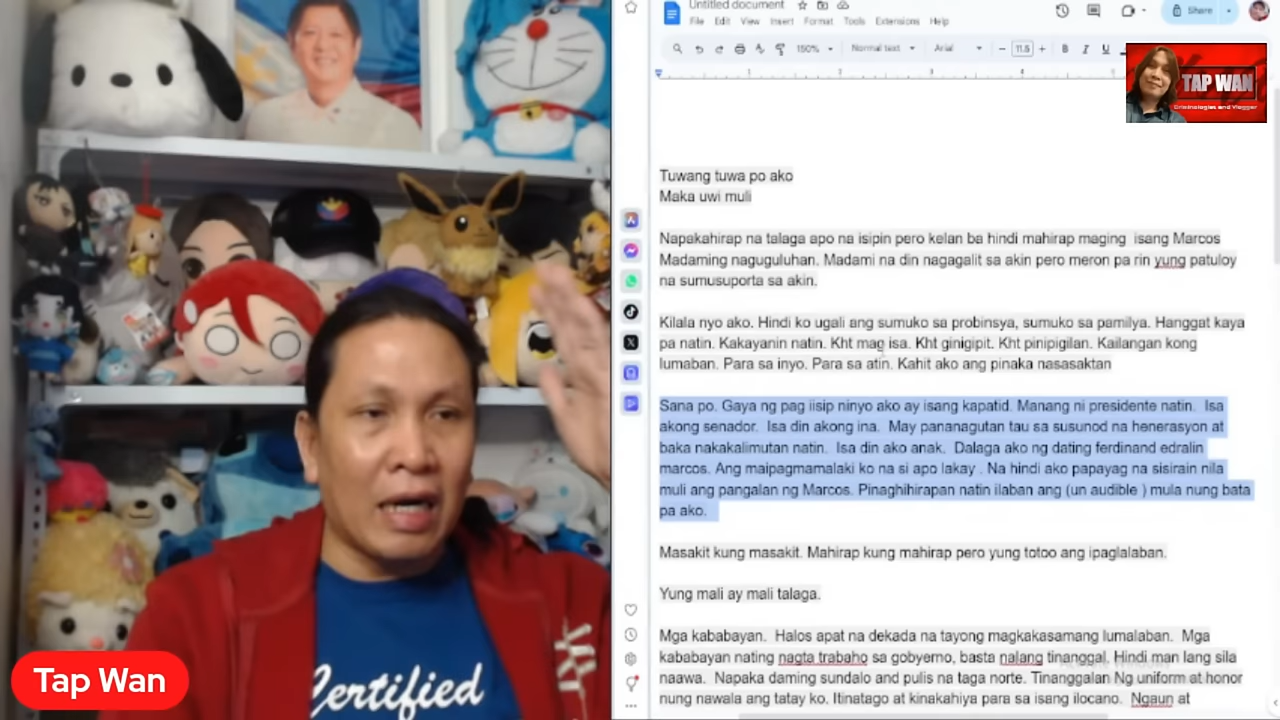 Untitled document
File Edit View Insert Format Tools Extensions Help
Share
150% Normal text Arial 11.5 B I U
TAP WAN
Criminologist and Vlogger
Tuwang tuwa po ako
Maka uwi muli
Napakahirap na talaga apo na isipin pero kelan ba hindi mahirap maging isang Marcos
Madaming naguguluhan. Madami na din nagagalit sa akin pero meron pa rin yung patuloy
na sumusuporta sa akin.
Kilala nyo ako. Hindi ko ugali ang sumuko sa probinsya, sumuko sa pamilya. Hanggat kaya
pa natin. Kakayanin natin. Kht mag isa. Kht ginigipit. Kht pinipigilan. Kailangan kong
lumaban. Para sa inyo. Para sa atin. Kahit ako ang pinaka nasasaktan
Sana po. Gaya ng pag iisip ninyo ako ay isang kapatid. Manang ni presidente natin. Isa
akong senador. Isa din akong ina. May pananagutan tau sa susunod na henerasyon at
baka nakakalimutan natin. Isa din ako anak. Dalaga ako ng dating ferdinand edralin
marcos. Ang maipagmamalaki ko na si apo lakay . Na hindi ako papayag na sisirain nila
muli ang pangalan ng Marcos. Pinaghihirapan natin ilaban ang (un audible ) mula nung bata
pa ako.
Masakit kung masakit. Mahirap kung mahirap pero yung totoo ang ipaglalaban.
Yung mali ay mali talaga.
Mga kababayan. Halos apat na dekada na tayong magkakasamang lumalaban. Mga
kababayan nating nagta trabaho sa gobyerno, basta nalang tinanggal. Hindi man lang sila
naawa. Napaka daming sundalo and pulis na taga norte. Tinanggalan Ng uniform at honor
nung nawala ang tatay ko. Itinatago at kinakahiya para sa isang ilocano. Ngaun at
Certified
Tap Wan